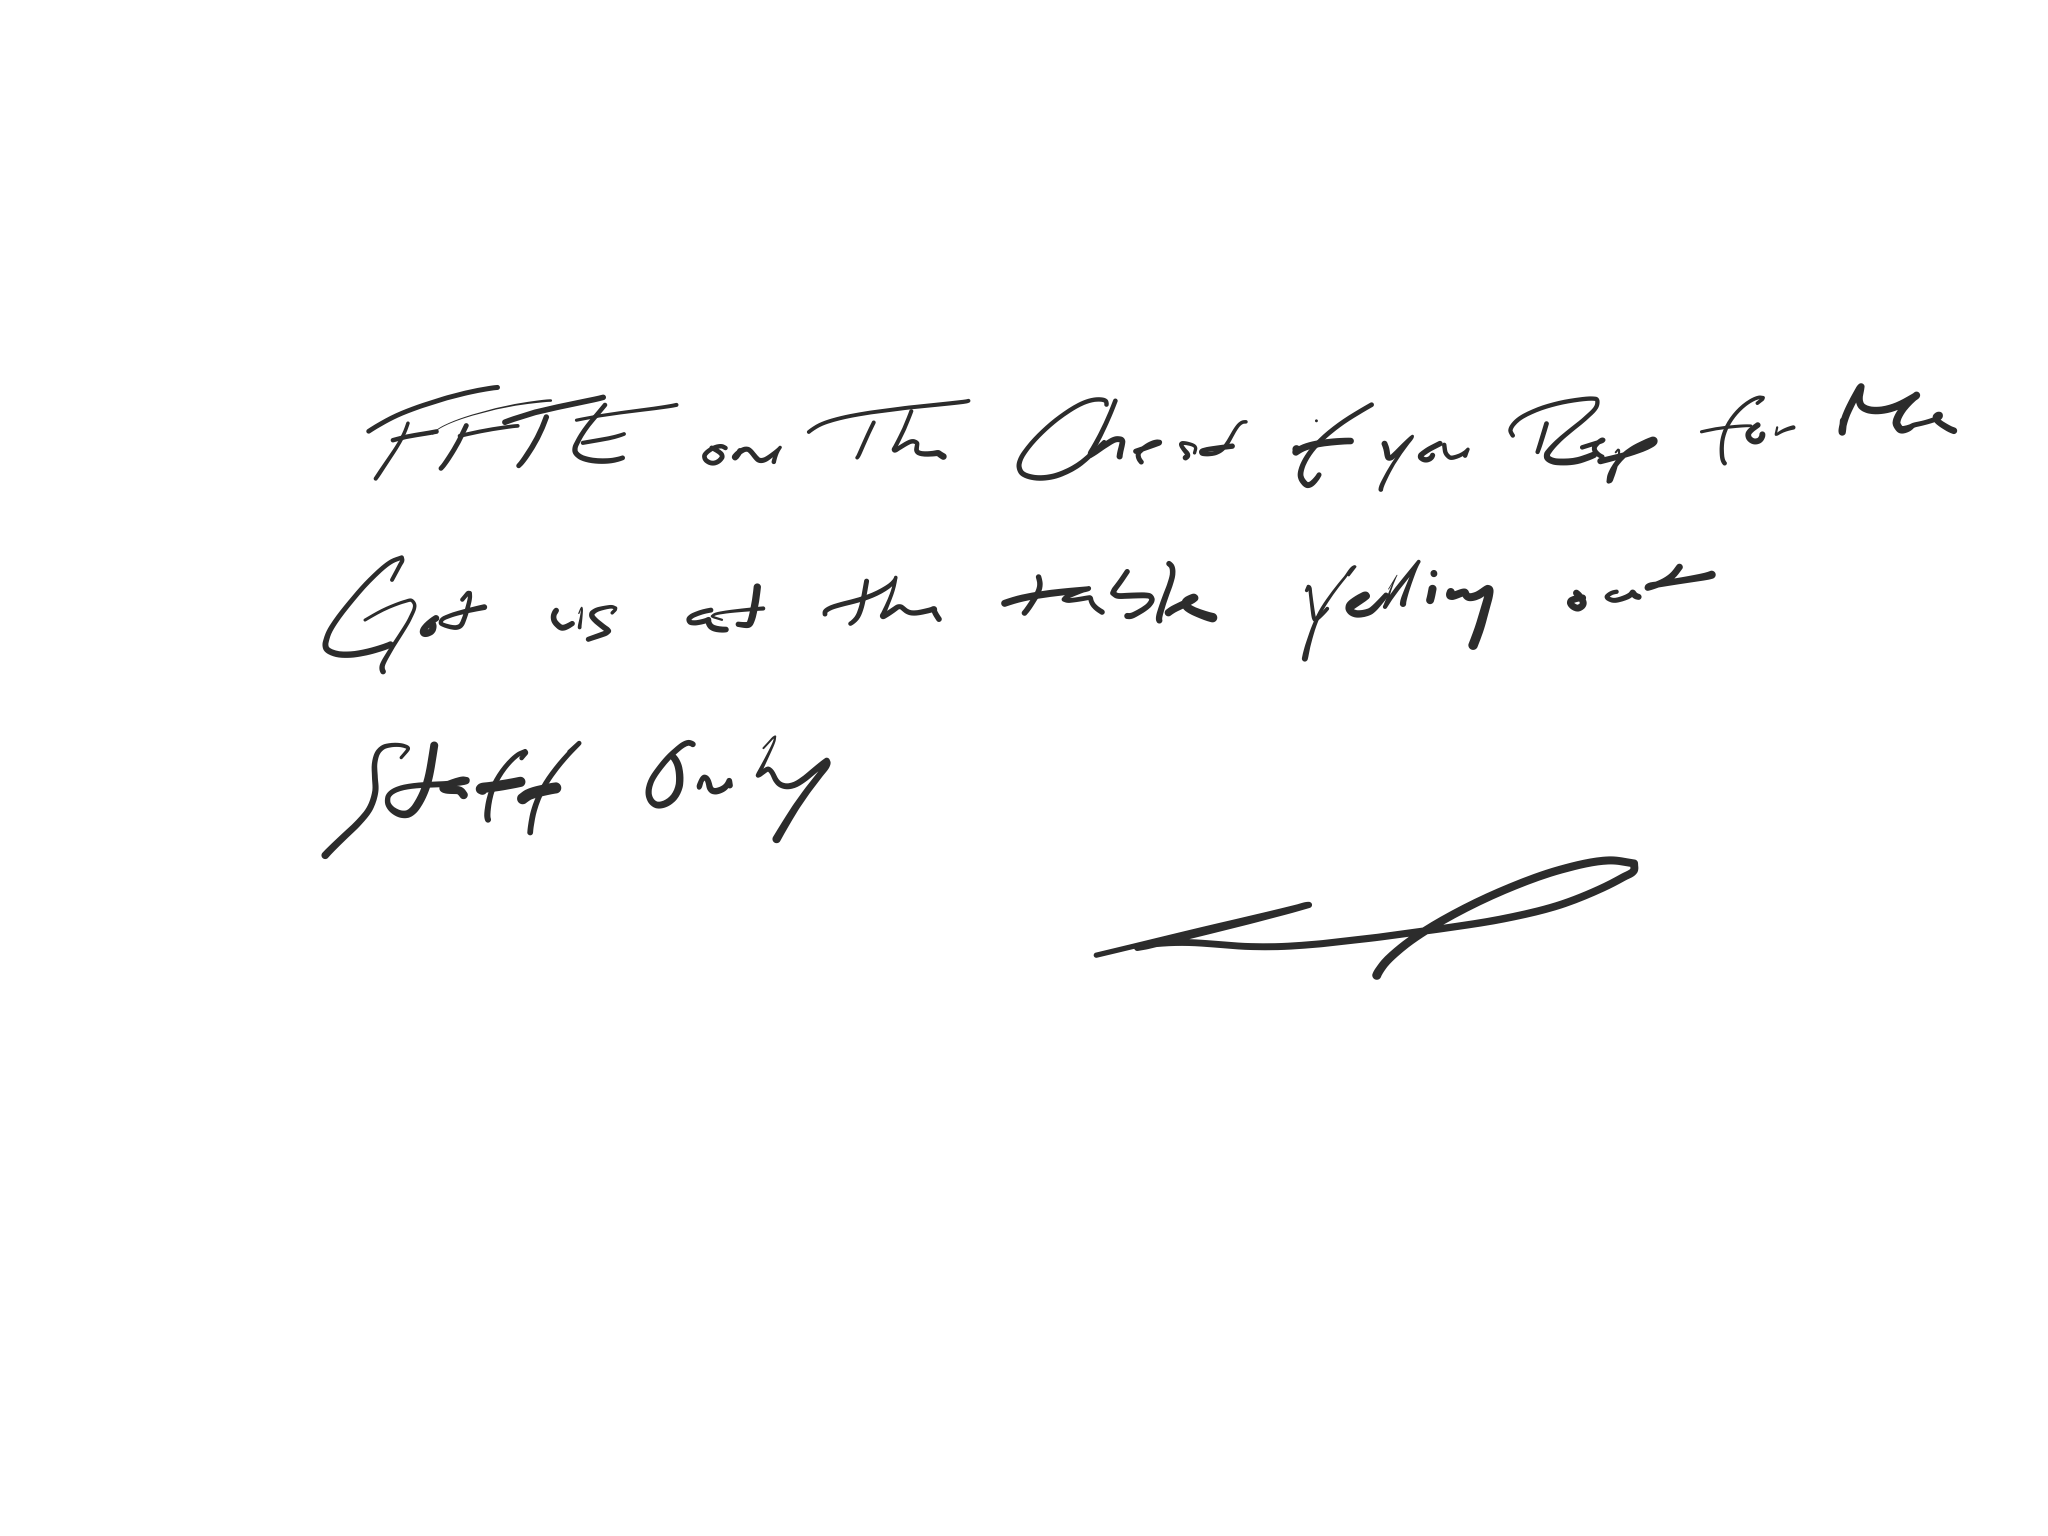 FFTE on The Chest if you Rep for Me
Got us at the table Yelling out
Staff Only